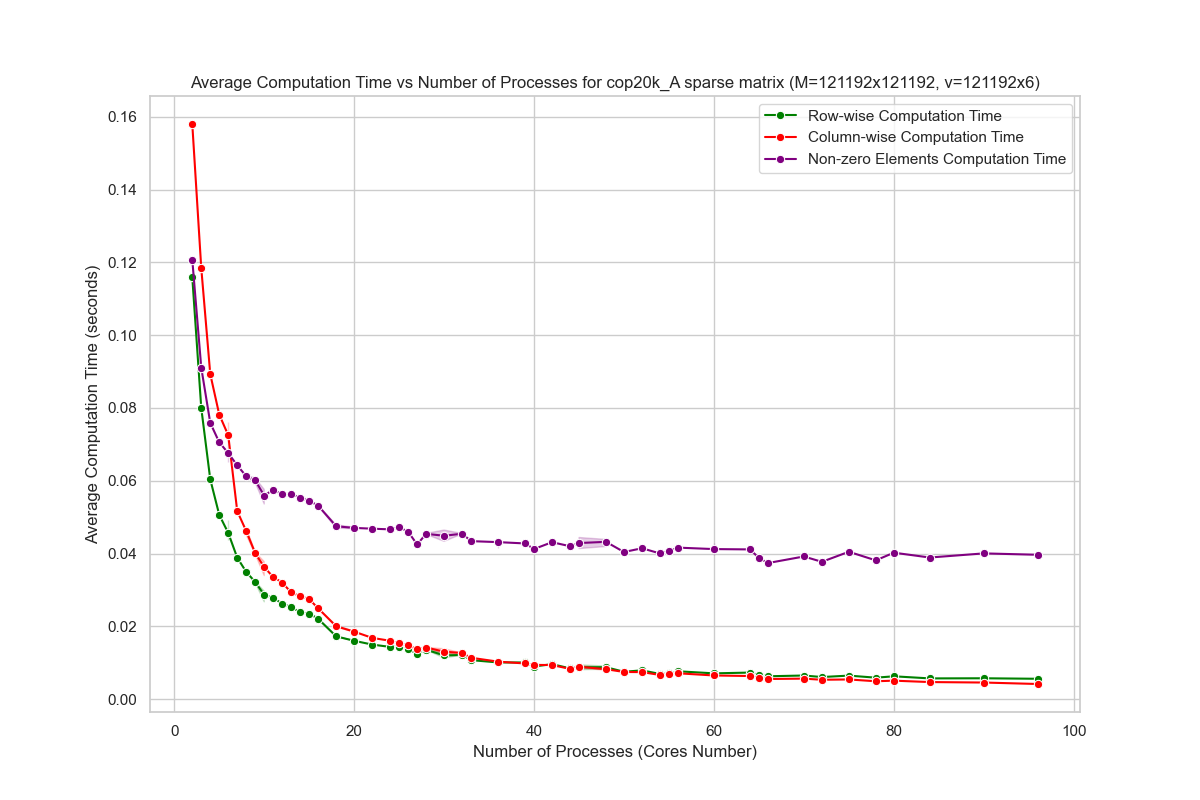 Average Computation Time vs Number of Processes for cop20k_A sparse matrix (M=121192x121192, v=121192x6)
Row-wise Computation Time
Column-wise Computation Time
Non-zero Elements Computation Time
Average Computation Time (seconds)
0.16
0.14
0.12
0.10
0.08
0.06
0.04
0.02
0.00
0
20
40
60
80
100
Number of Processes (Cores Number)